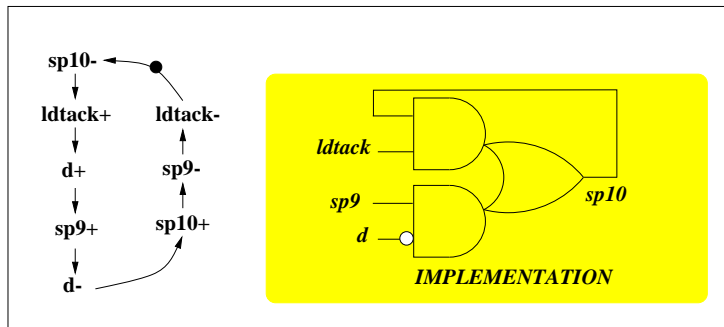 sp10-
ldtack+
d+
sp9+
d-
ldtack-
sp9-
sp10+
ldtack
sp9
d
sp10
IMPLEMENTATION